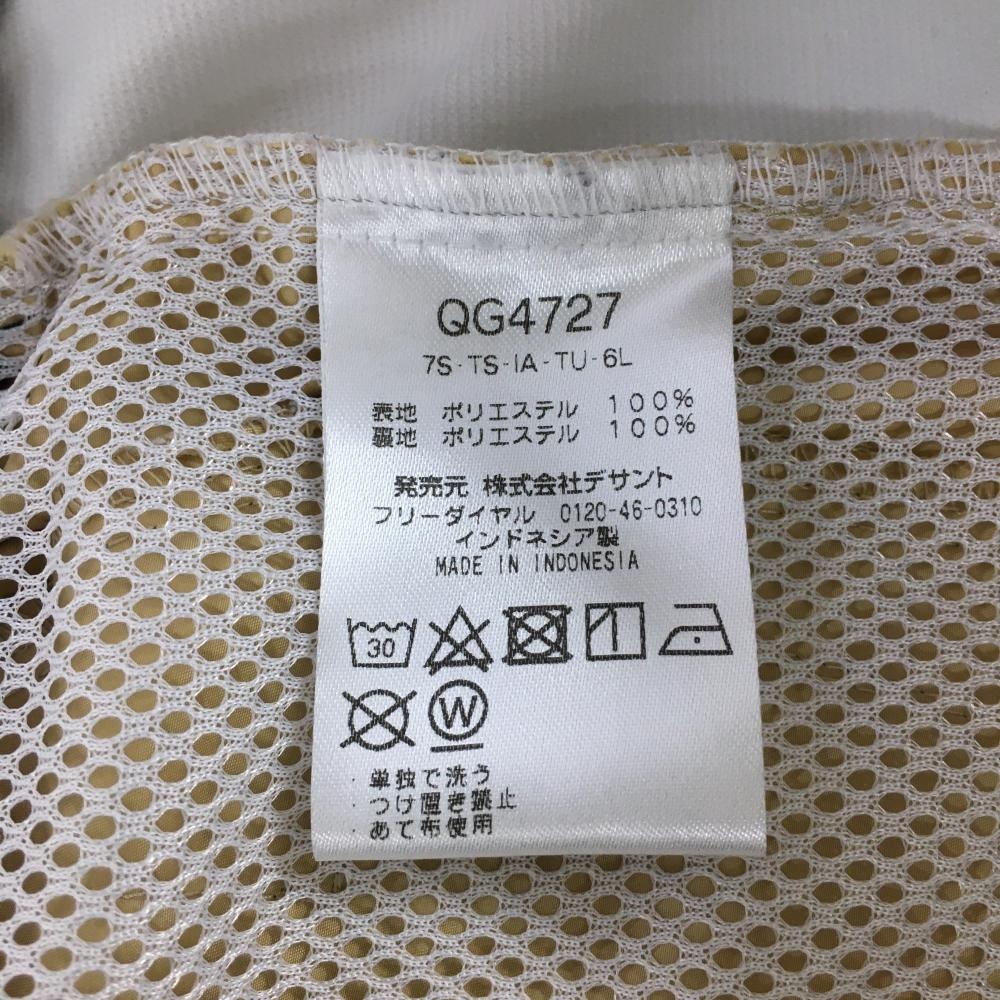 QG4727
7S-TS-IA-TU-6L
表地 ポリエステル 100%
裏地 ポリエステル 100%
発売元 株式会社デサント
フリーダイヤル 0120-46-0310
インドネシア製
MADE IN INDONESIA
30
W
・単独で洗う
・つけ置き禁止
・あて布使用